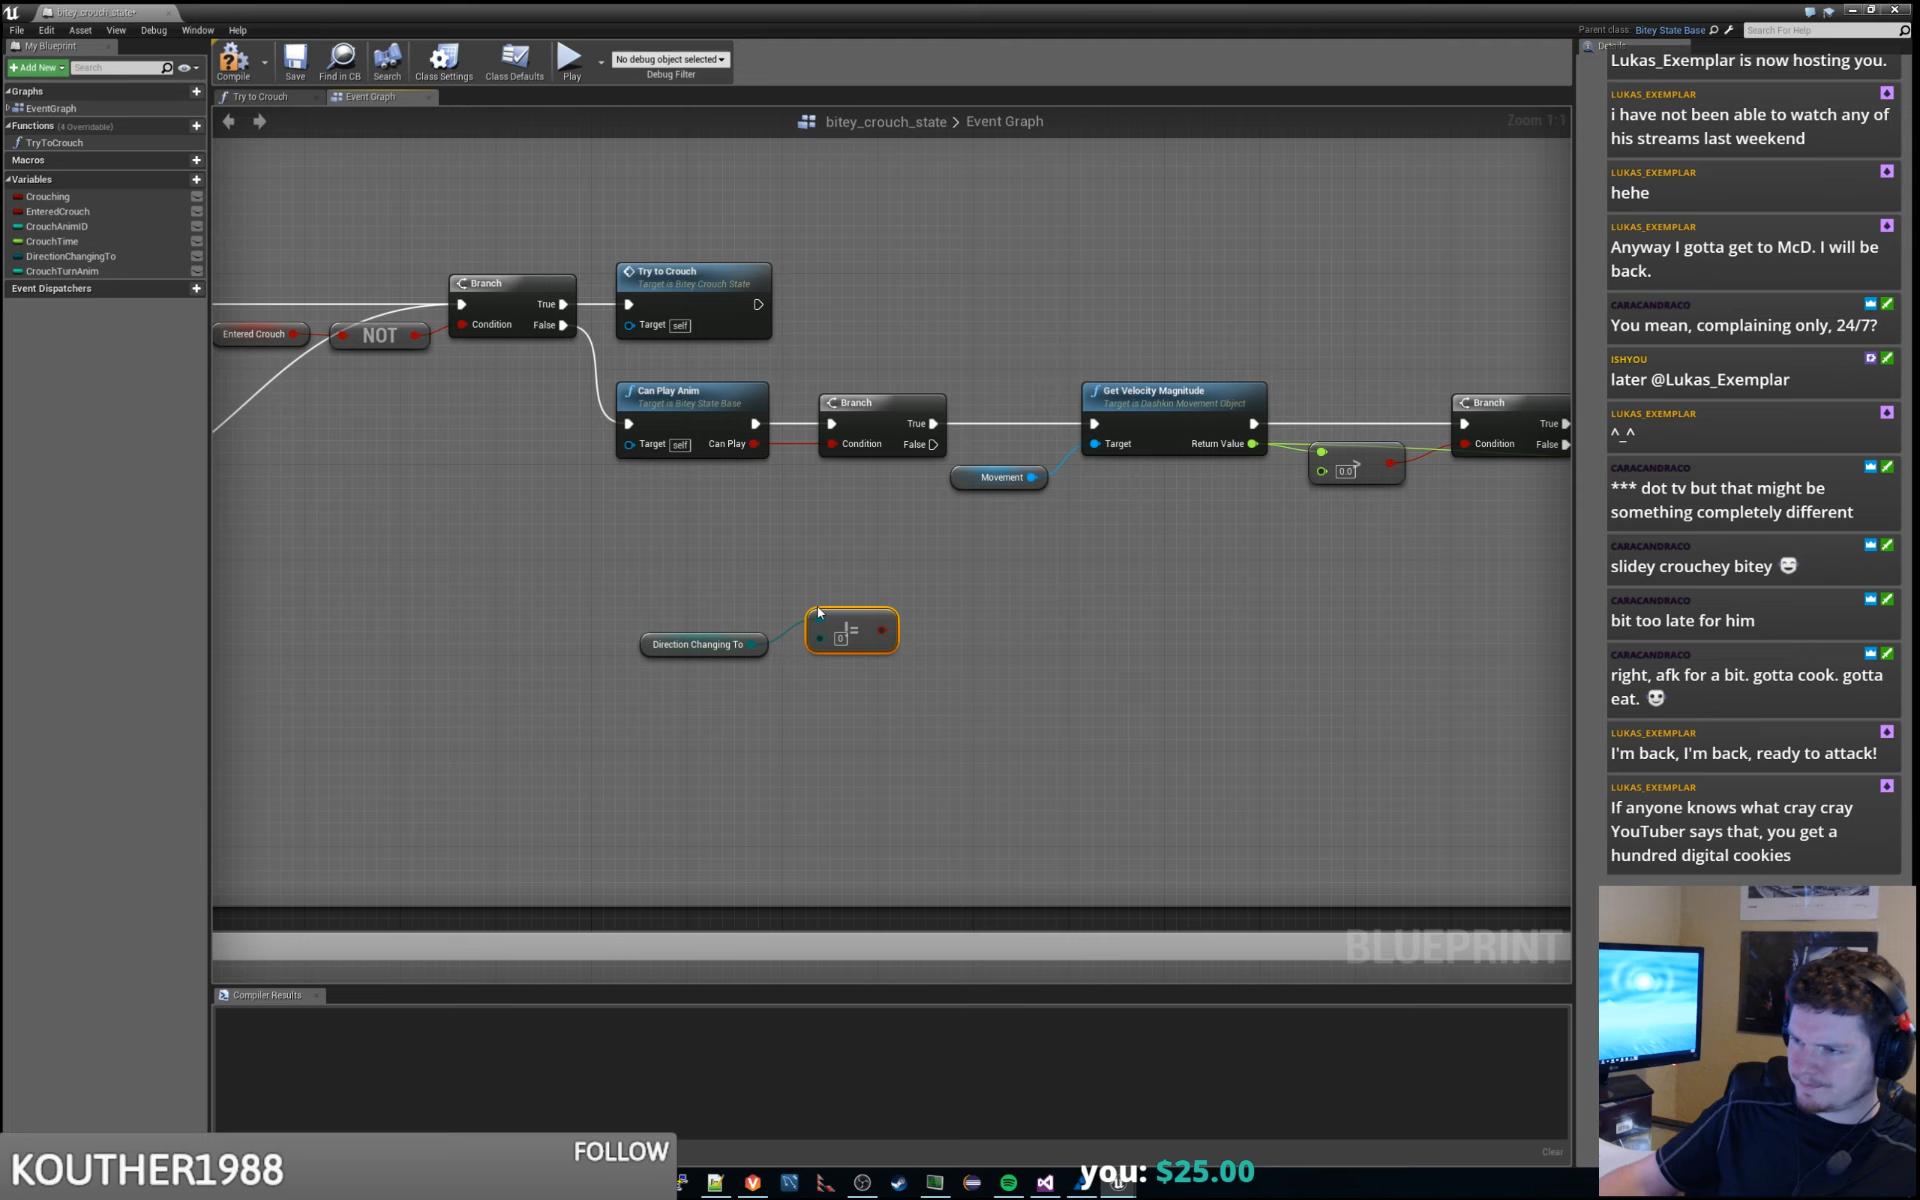 bitey_crouch_state*
File Edit Asset View Window Help
Parent class: Bitey State Base
Search For Help
My Blueprint
+Add New
Search
Graphs
EventGraph
Functions (4 Overridable)
TryToCrouch
Macros
Variables
Crouching
EnteredCrouch
CrouchAnimID
CrouchTime
DirectionChangingTo
CrouchTurnAnim
Event Dispatchers
Compile
Save
Find in CB
Search
Class Settings
Class Defaults
Play
No debug object selected
Debug Filter
Try to Crouch
Event Graph
bitey_crouch_state > Event Graph
Zoom 1:1
Entered Crouch
NOT
Branch
True
Condition
False
Try to Crouch
Target is Bitey Crouch State
Target self
Can Play Anim
Target is Bitey State Base
Target self
Can Play
Branch
True
Condition
False
Movement
Get Velocity Magnitude
Target is Dashkin Movement Object
Target
Return Value
0.0 >
Branch
True
Condition
False
Direction Changing To
0 !=
BLUEPRINT
Compiler Results
Clear
Details
Lukas_Exemplar is now hosting you.
LUKAS_EXEMPLAR
i have not been able to watch any of
his streams last weekend
LUKAS_EXEMPLAR
hehe
LUKAS_EXEMPLAR
Anyway I gotta get to McD. I will be
back.
CARACANDRACO
You mean, complaining only, 24/7?
ISHYOU
later @Lukas_Exemplar
LUKAS_EXEMPLAR
^_^
CARACANDRACO
*** dot tv but that might be
something completely different
CARACANDRACO
slidey crouchey bitey
CARACANDRACO
bit too late for him
CARACANDRACO
right, afk for a bit. gotta cook. gotta
eat.
LUKAS_EXEMPLAR
I'm back, I'm back, ready to attack!
LUKAS_EXEMPLAR
If anyone knows what cray cray
YouTuber says that, you get a
hundred digital cookies
KOUTHER1988
FOLLOW
you: $25.00